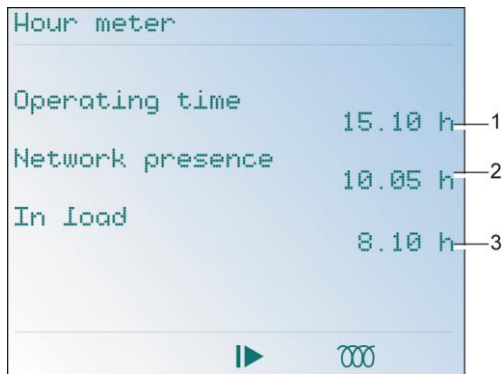 Hour meter
Operating time
15.10 h 1
Network presence
10.05 h 2
In load
8.10 h 3